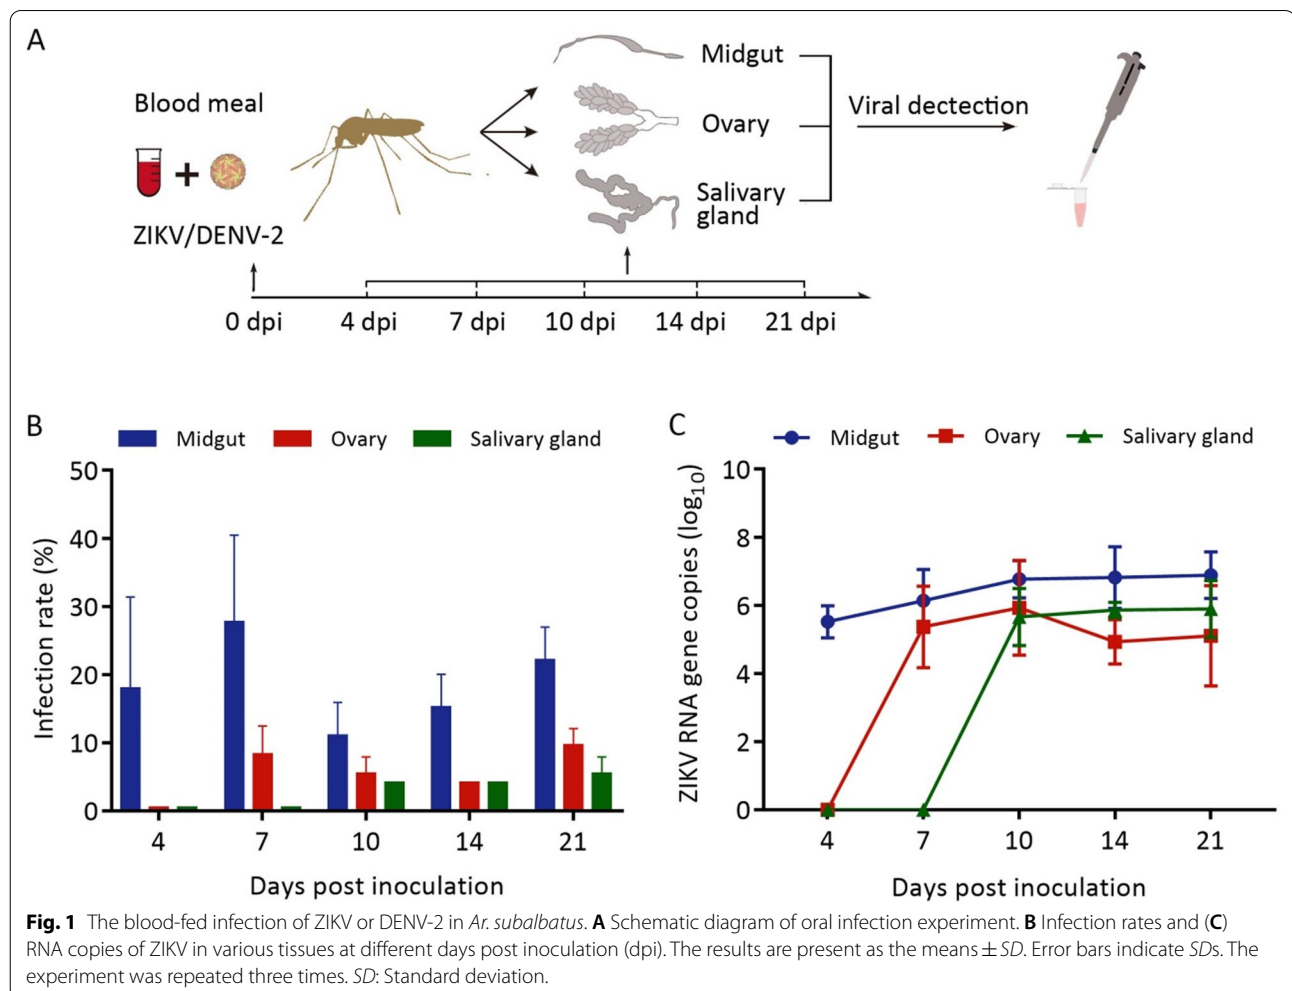 A
Blood meal
ZIKV/DENV-2
Midgut
Ovary
Salivary
gland
Viral dectection
0 dpi 4 dpi 7 dpi 10 dpi 14 dpi 21 dpi
B
Midgut Ovary Salivary gland
50
40
30
20
10
0
Infection rate (%)
4 7 10 14 21
Days post inoculation
C
Midgut Ovary Salivary gland
10
8
6
4
2
0
ZIKV RNA gene copies (log10)
4 7 10 14 21
Days post inoculation
Fig. 1 The blood-fed infection of ZIKV or DENV-2 in Ar. subalbatus. A Schematic diagram of oral infection experiment. B Infection rates and (C)
RNA copies of ZIKV in various tissues at different days post inoculation (dpi). The results are present as the means ± SD. Error bars indicate SDs. The
experiment was repeated three times. SD: Standard deviation.